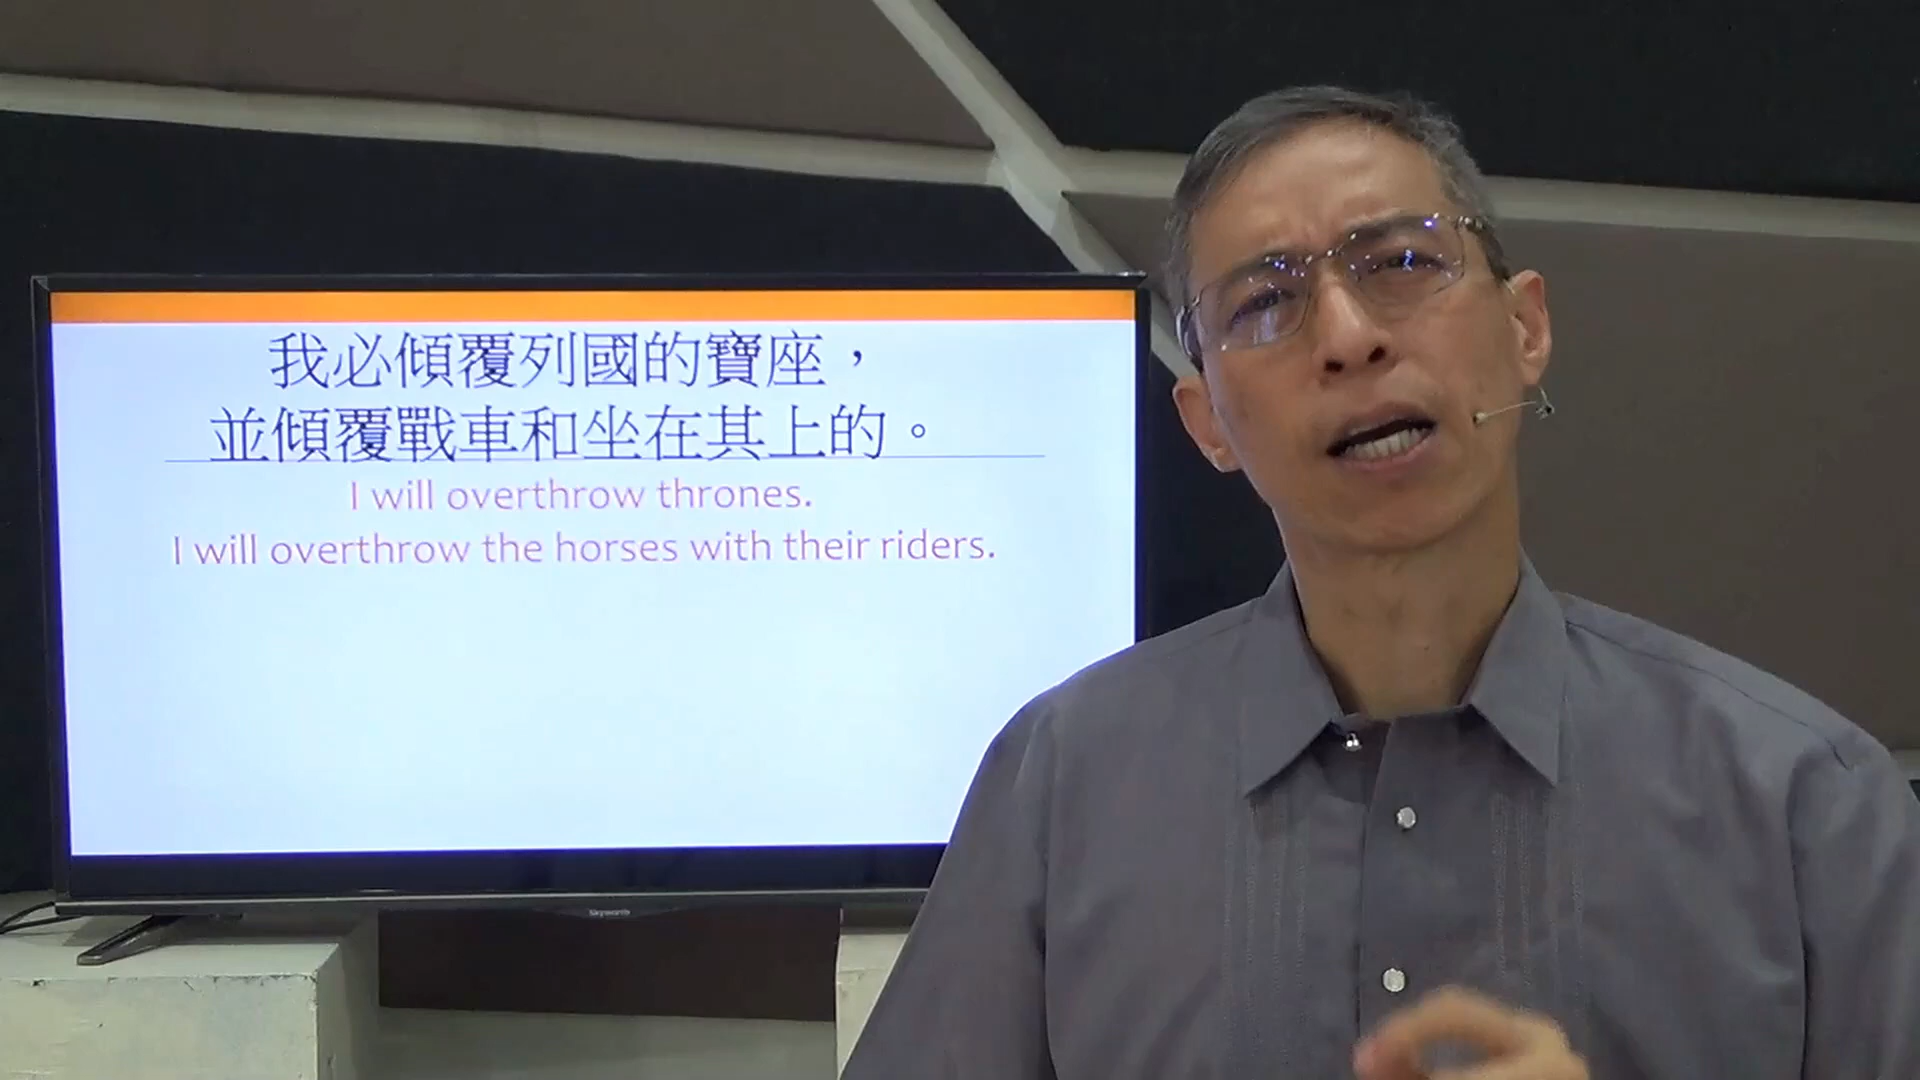 我必傾覆列國的寶座，
並傾覆戰車和坐在其上的。
I will overthrow thrones.
I will overthrow the horses with their riders.
Skyworth